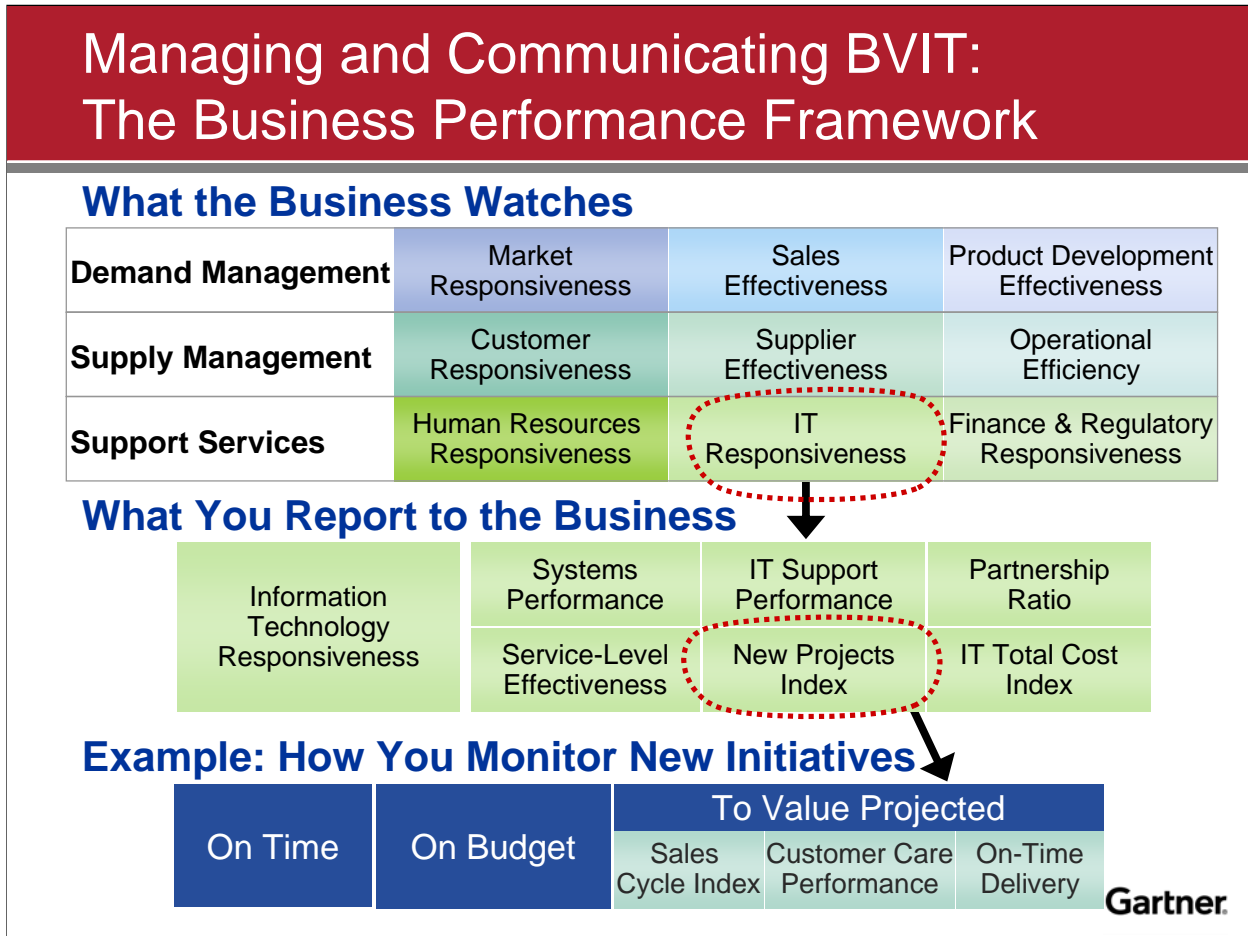 Managing and Communicating BVIT:
The Business Performance Framework
What the Business Watches
Demand Management
Market
Responsiveness
Sales
Effectiveness
Product Development
Effectiveness
Supply Management
Customer
Responsiveness
Supplier
Effectiveness
Operational
Efficiency
Support Services
Human Resources
Responsiveness
IT
Responsiveness
Finance & Regulatory
Responsiveness
What You Report to the Business
Information
Technology
Responsiveness
Systems
Performance
IT Support
Performance
Partnership
Ratio
Service-Level
Effectiveness
New Projects
Index
IT Total Cost
Index
Example: How You Monitor New Initiatives
On Time
On Budget
To Value Projected
Sales
Cycle Index
Customer Care
Performance
On-Time
Delivery
Gartner.